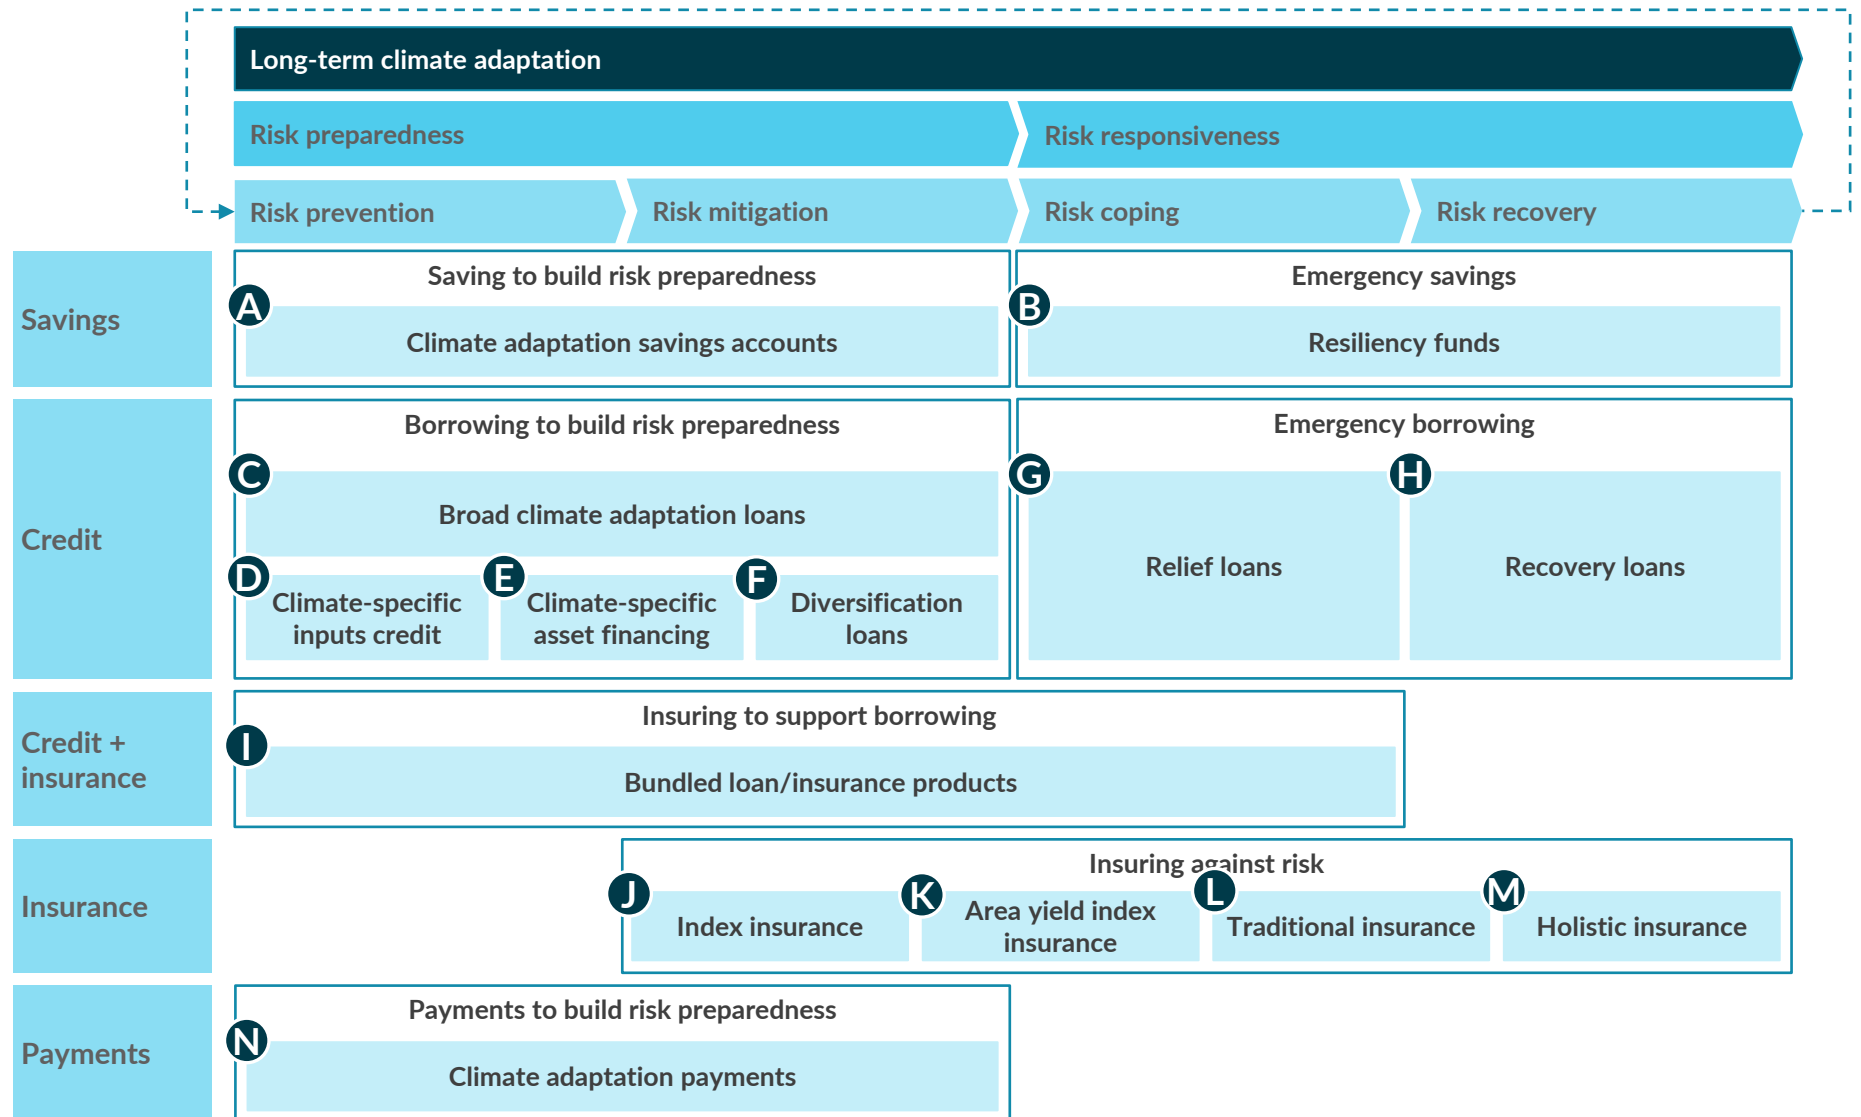 Long-term climate adaptation
Risk preparedness
Risk responsiveness
Risk prevention
Risk mitigation
Risk coping
Risk recovery
Savings
Saving to build risk preparedness
A
Climate adaptation savings accounts
Emergency savings
B
Resiliency funds
Credit
Borrowing to build risk preparedness
C
Broad climate adaptation loans
D
Climate-specific
inputs credit
E
Climate-specific
asset financing
F
Diversification
loans
Emergency borrowing
G
Relief loans
H
Recovery loans
Credit +
insurance
Insuring to support borrowing
I
Bundled loan/insurance products
Insurance
Insuring against risk
J
Index insurance
K
Area yield index
insurance
L
Traditional insurance
M
Holistic insurance
Payments
Payments to build risk preparedness
N
Climate adaptation payments